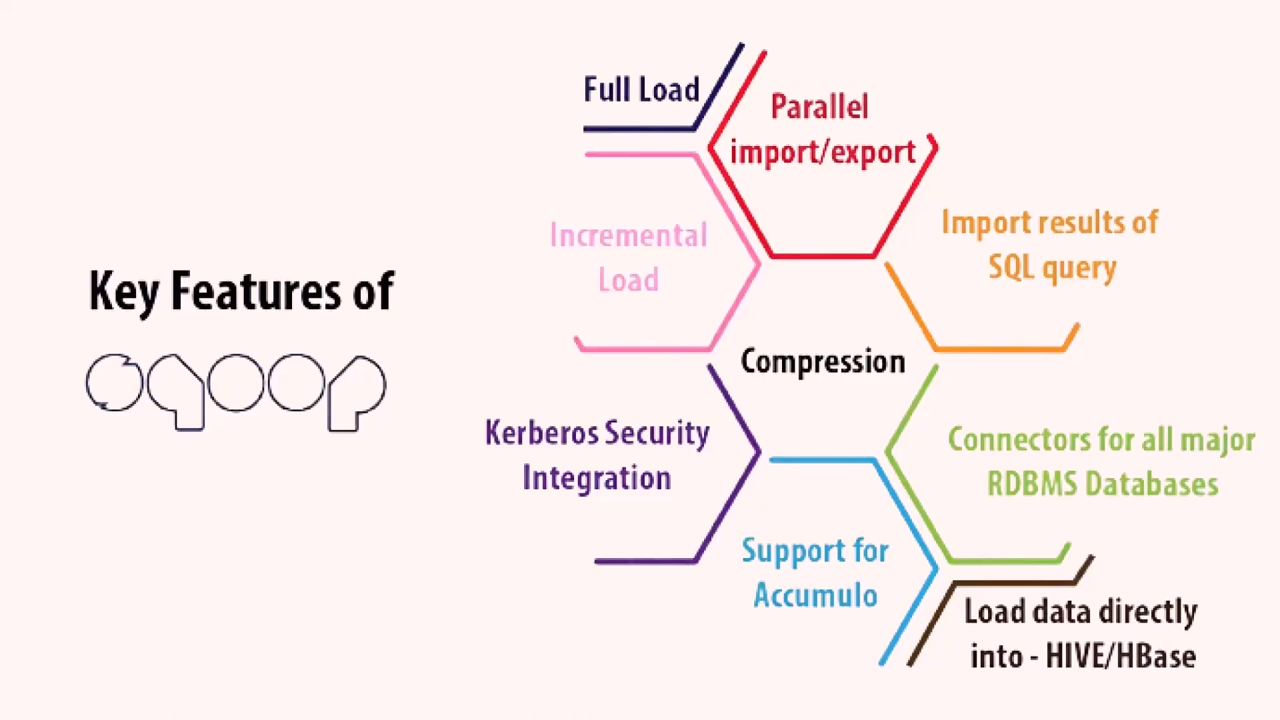 Key Features of
sqoop
Full Load
Parallel
import/export
Incremental
Load
Import results of
SQL query
Compression
Kerberos Security
Integration
Connectors for all major
RDBMS Databases
Support for
Accumulo
Load data directly
into - HIVE/HBase